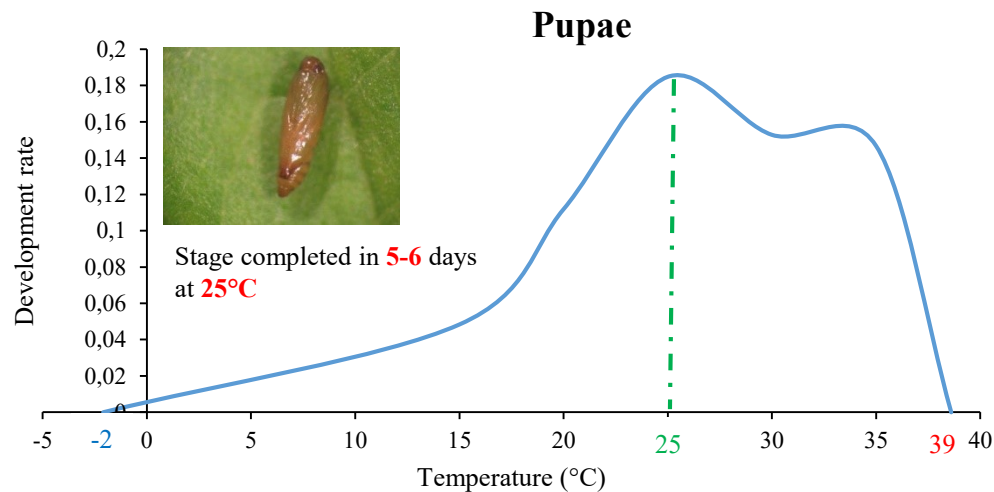 Pupae
0,2
0,18
0,16
0,14
0,12
0,1
0,08
0,06
0,04
0,02
0
Development rate
Stage completed in 5-6 days
at 25°C
-5 -2 0 5 10 15 20 25 30 35 39 40
Temperature (°C)